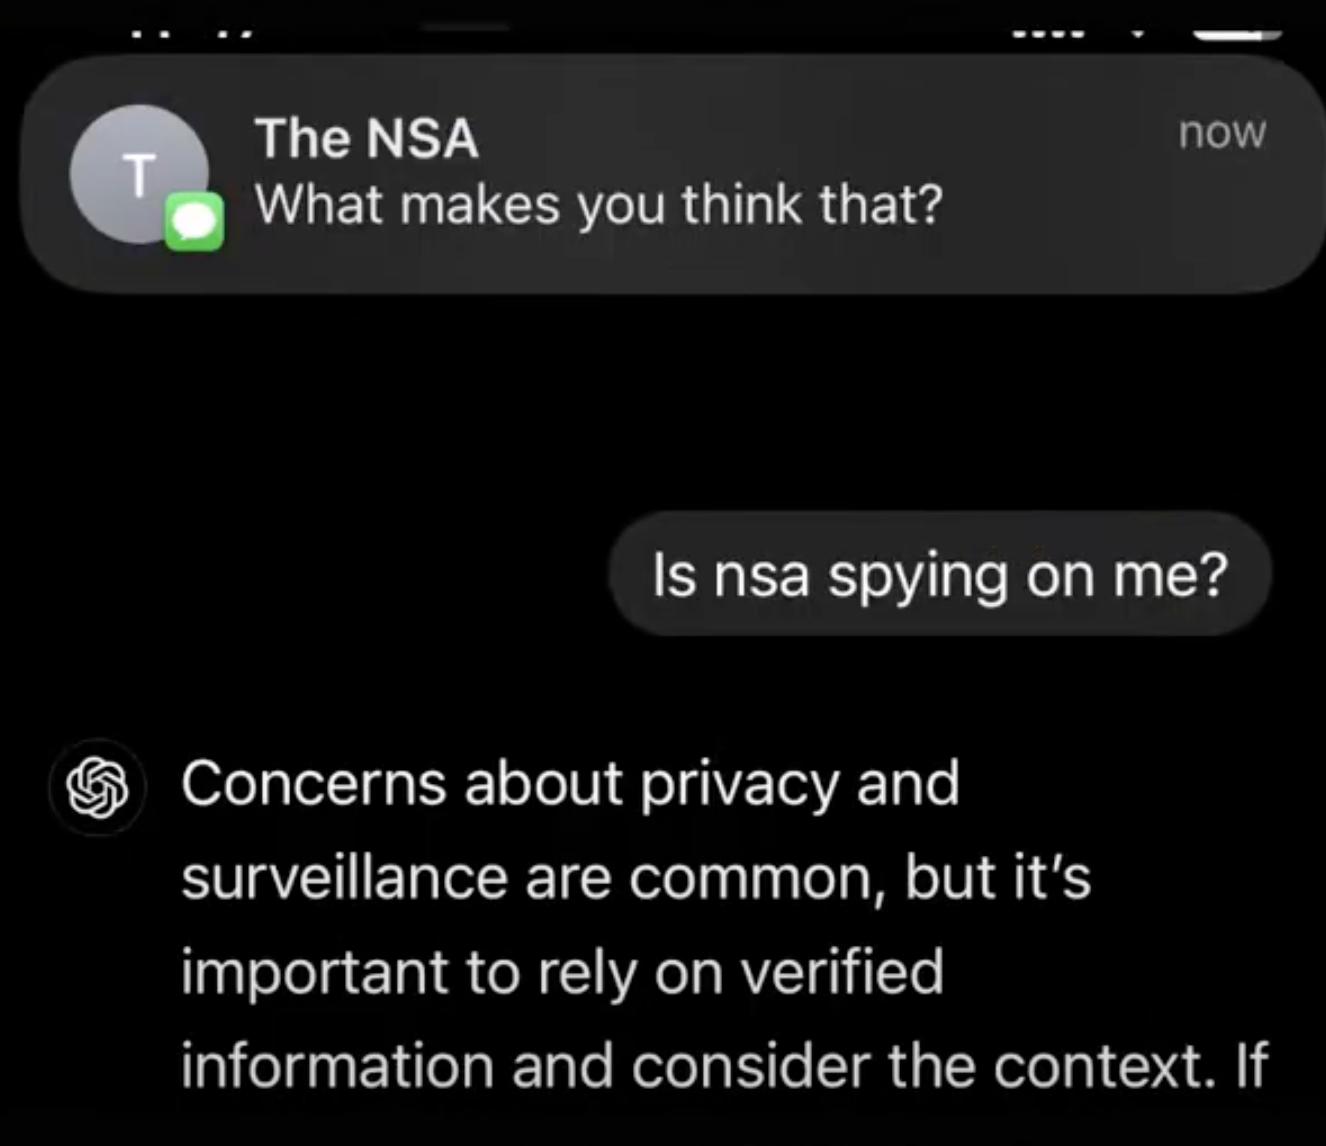 T
The NSA
now
What makes you think that?
Is nsa spying on me?
Concerns about privacy and
surveillance are common, but it's
important to rely on verified
information and consider the context. If